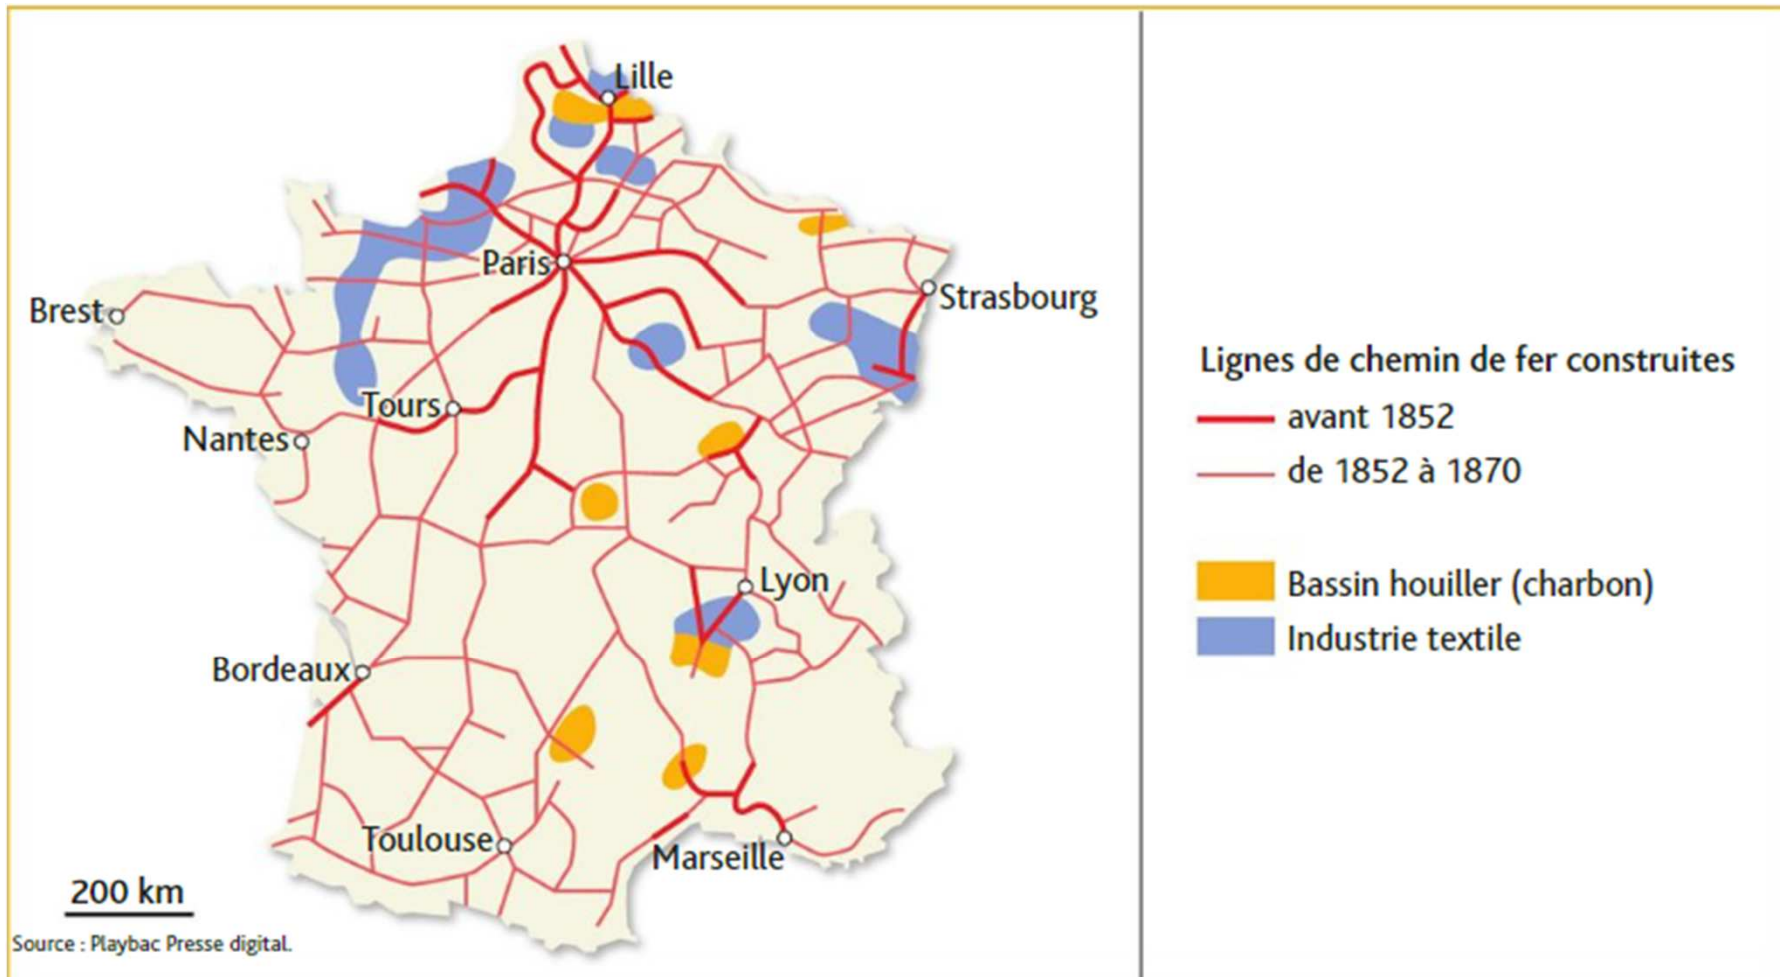 Lille
Paris
Brest
Strasbourg
Tours
Nantes
Lyon
Bordeaux
Toulouse
Marseille
200 km
Source : Playbac Presse digital.
Lignes de chemin de fer construites
avant 1852
de 1852 à 1870
Bassin houiller (charbon)
Industrie textile